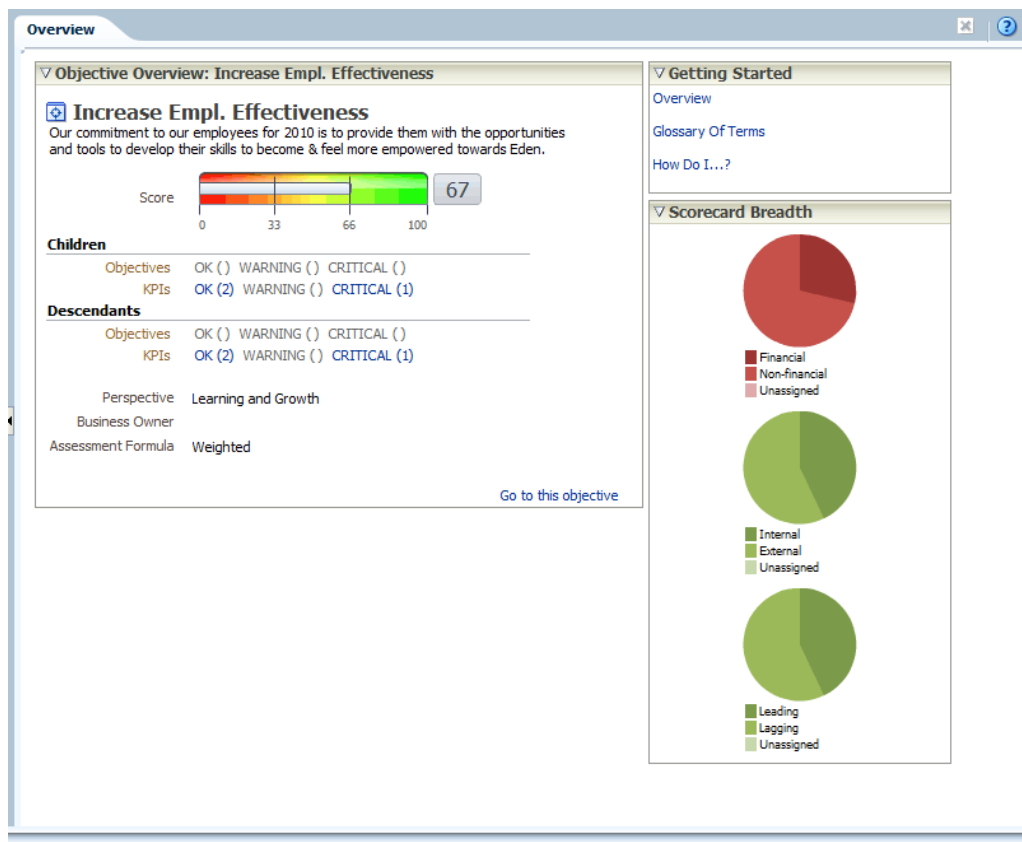 Overview
Objective Overview: Increase Empl. Effectiveness
Increase Empl. Effectiveness
Our commitment to our employees for 2010 is to provide them with the opportunities
and tools to develop their skills to become & feel more empowered towards Eden.
Score 67
0 33 66 100
Children
Objectives OK ( ) WARNING ( ) CRITICAL ( )
KPIs OK (2) WARNING ( ) CRITICAL (1)
Descendants
Objectives OK ( ) WARNING ( ) CRITICAL ( )
KPIs OK (2) WARNING ( ) CRITICAL (1)
Perspective Learning and Growth
Business Owner
Assessment Formula Weighted
Go to this objective
Getting Started
Overview
Glossary Of Terms
How Do I...?
Scorecard Breadth
Financial
Non-financial
Unassigned
Internal
External
Unassigned
Leading
Lagging
Unassigned